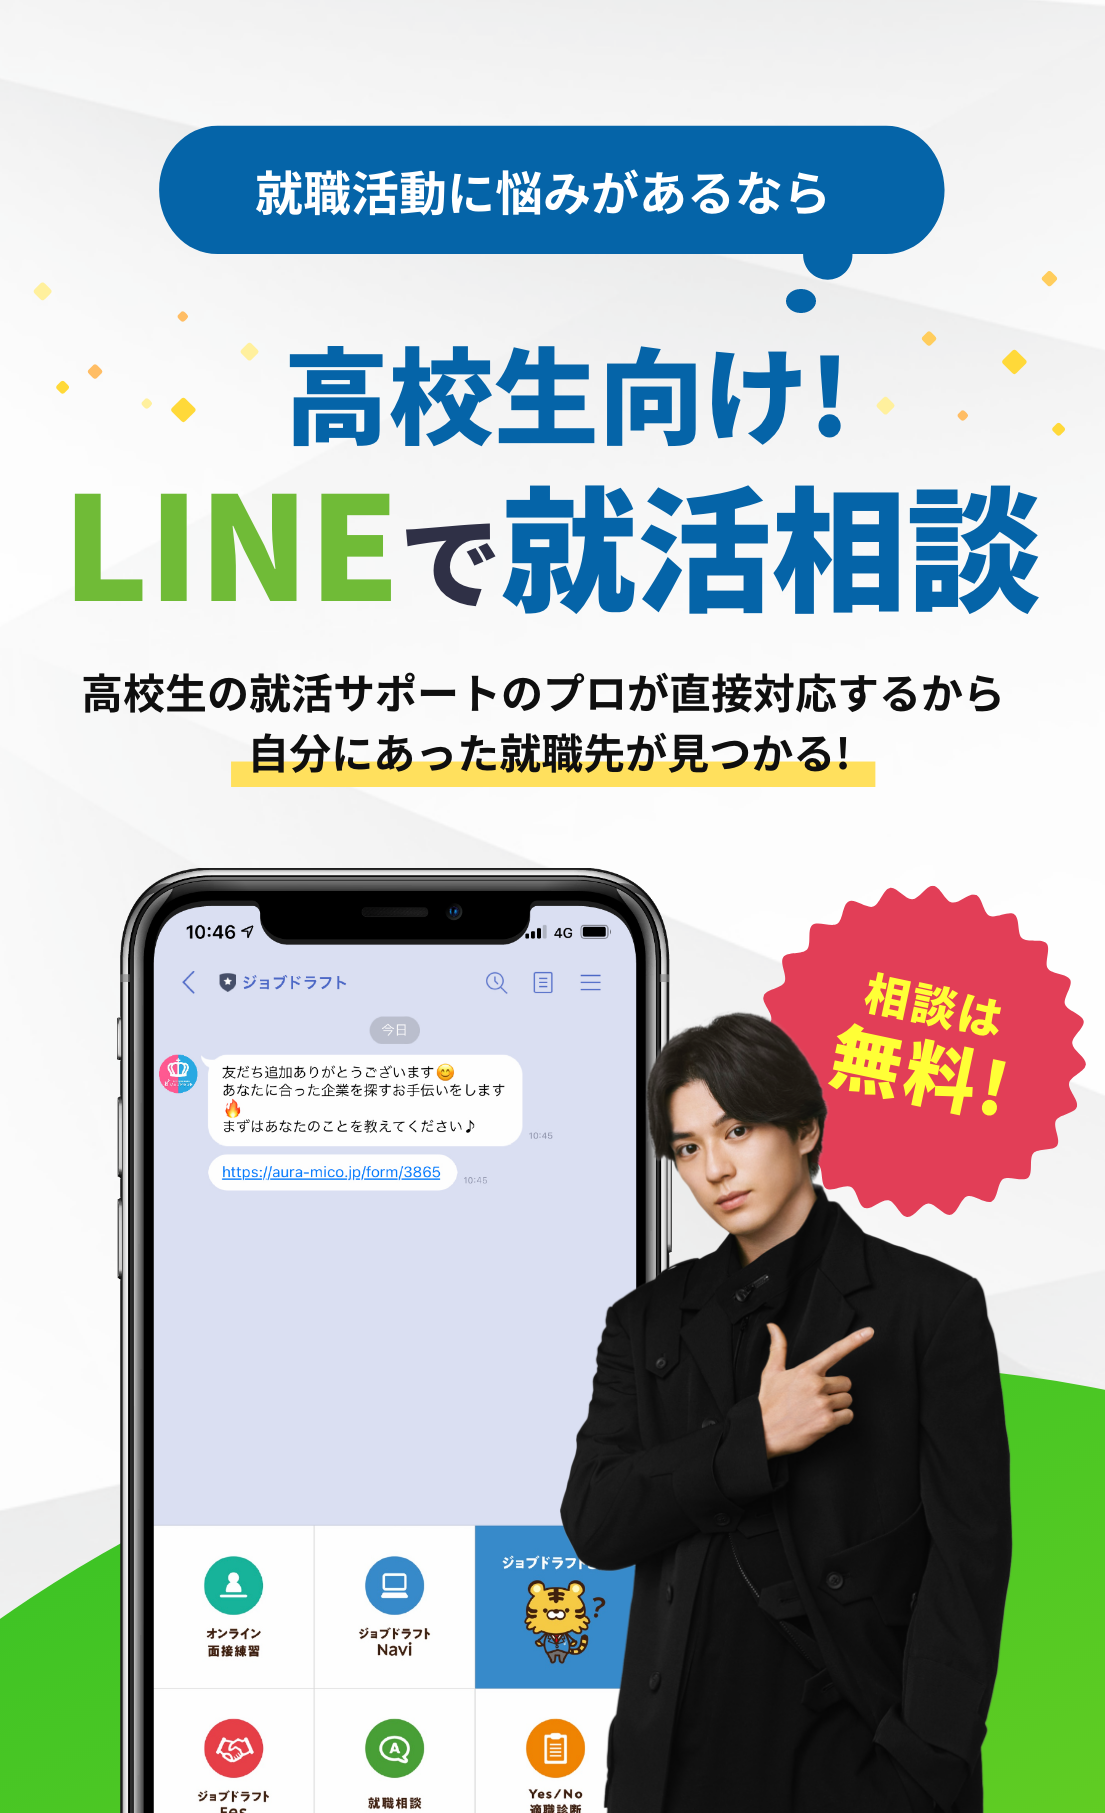 就職活動に悩みがあるなら
高校生向け!
LINEで就活相談
高校生の就活サポートのプロが直接対応するから
自分にあった就職先が見つかる!
相談は
無料!
10:46
4G
ジョブドラフト
今日
友だち追加ありがとうございます😊
あなたに合った企業を探すお手伝いをします
🔥
まずはあなたのことを教えてください♪
10:45
https://aura-mico.jp/form/3865
10:45
オンライン
面接練習
ジョブドラフト
Navi
ジョブドラフト
?
ジョブドラフト
Fes
A
就職相談
Yes/No
適職診断